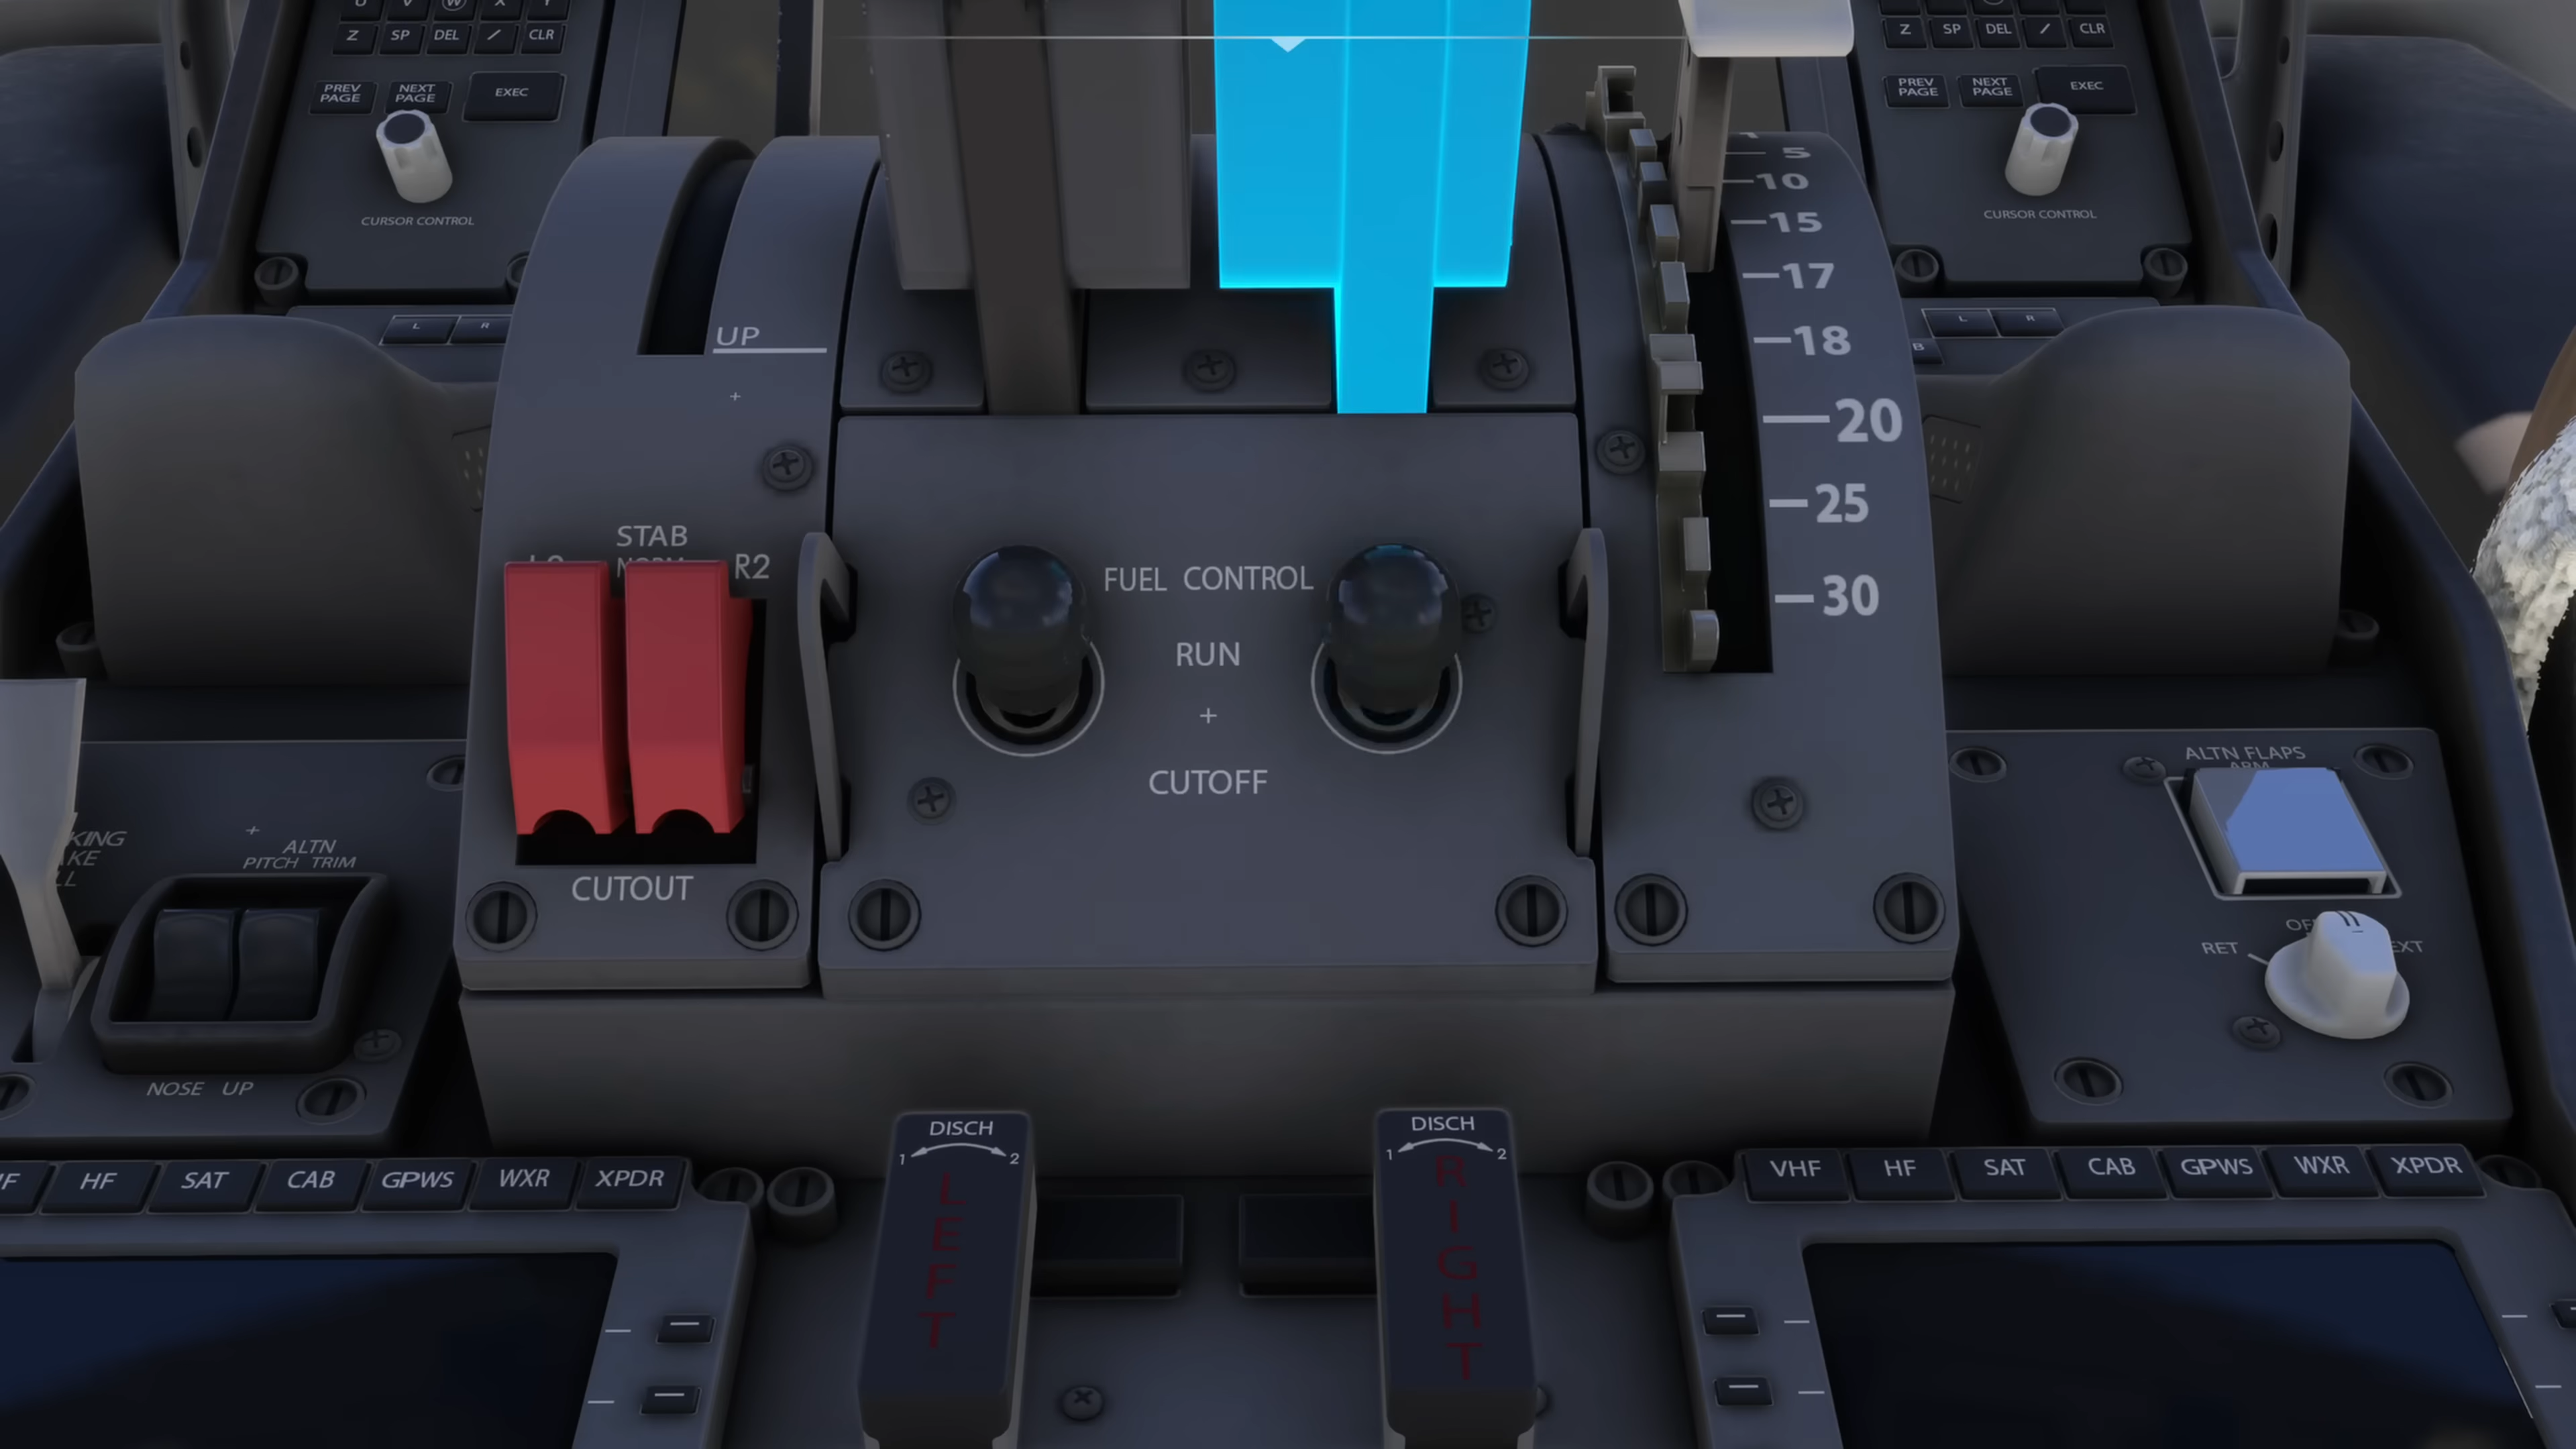 U V W X Y
Z SP DEL / CLR
PREV PAGE NEXT PAGE EXEC
CURSOR CONTROL
L R
Z SP DEL / CLR
PREV PAGE NEXT PAGE EXEC
CURSOR CONTROL
L R
B
UP
5
10
15
17
18
20
25
30
STAB
R2
CUTOUT
FUEL CONTROL
RUN
CUTOFF
ALTN
PITCH TRIM
NOSE UP
ALTN FLAPS
RET
DISCH
1 2
LEFT
DISCH
1 2
RIGHT
HF SAT CAB GPWS WXR XPDR
VHF HF SAT CAB GPWS WXR XPDR